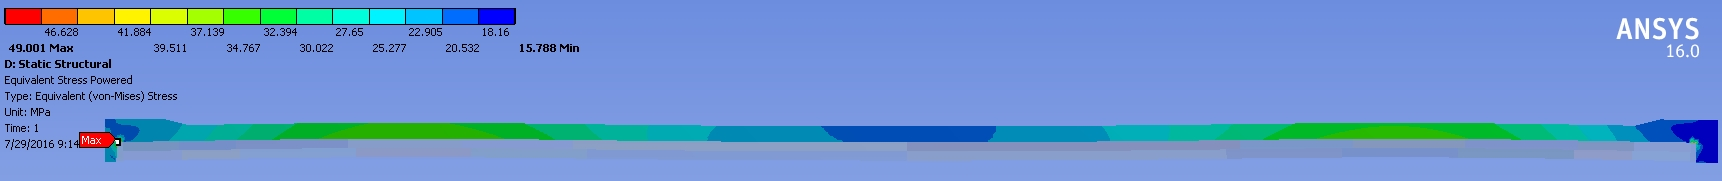 46.628 41.884 37.139 32.394 27.65 22.905 18.16
49.001 Max 39.511 34.767 30.022 25.277 20.532 15.788 Min
D: Static Structural
Equivalent Stress Powered
Type: Equivalent (von-Mises) Stress
Unit: MPa
Time: 1
7/29/2016 9:14
Max
ANSYS
16.0